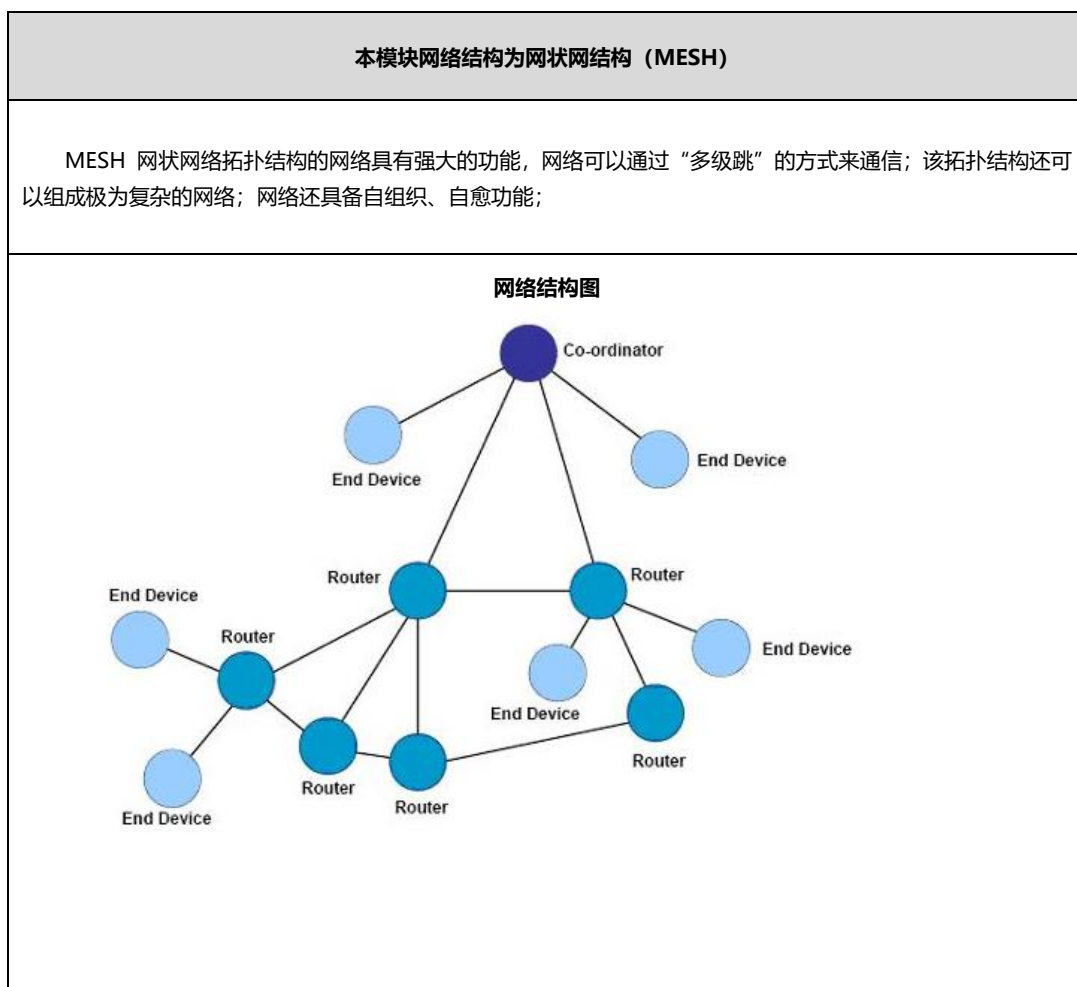 本模块网络结构为网状网结构（MESH）
MESH 网状网络拓扑结构的网络具有强大的功能，网络可以通过“多级跳”的方式来通信；该拓扑结构还可
以组成极为复杂的网络；网络还具备自组织、自愈功能；
网络结构图
Co-ordinator
End Device
End Device
Router
Router
End Device
Router
End Device
End Device
Router
Router
Router
End Device